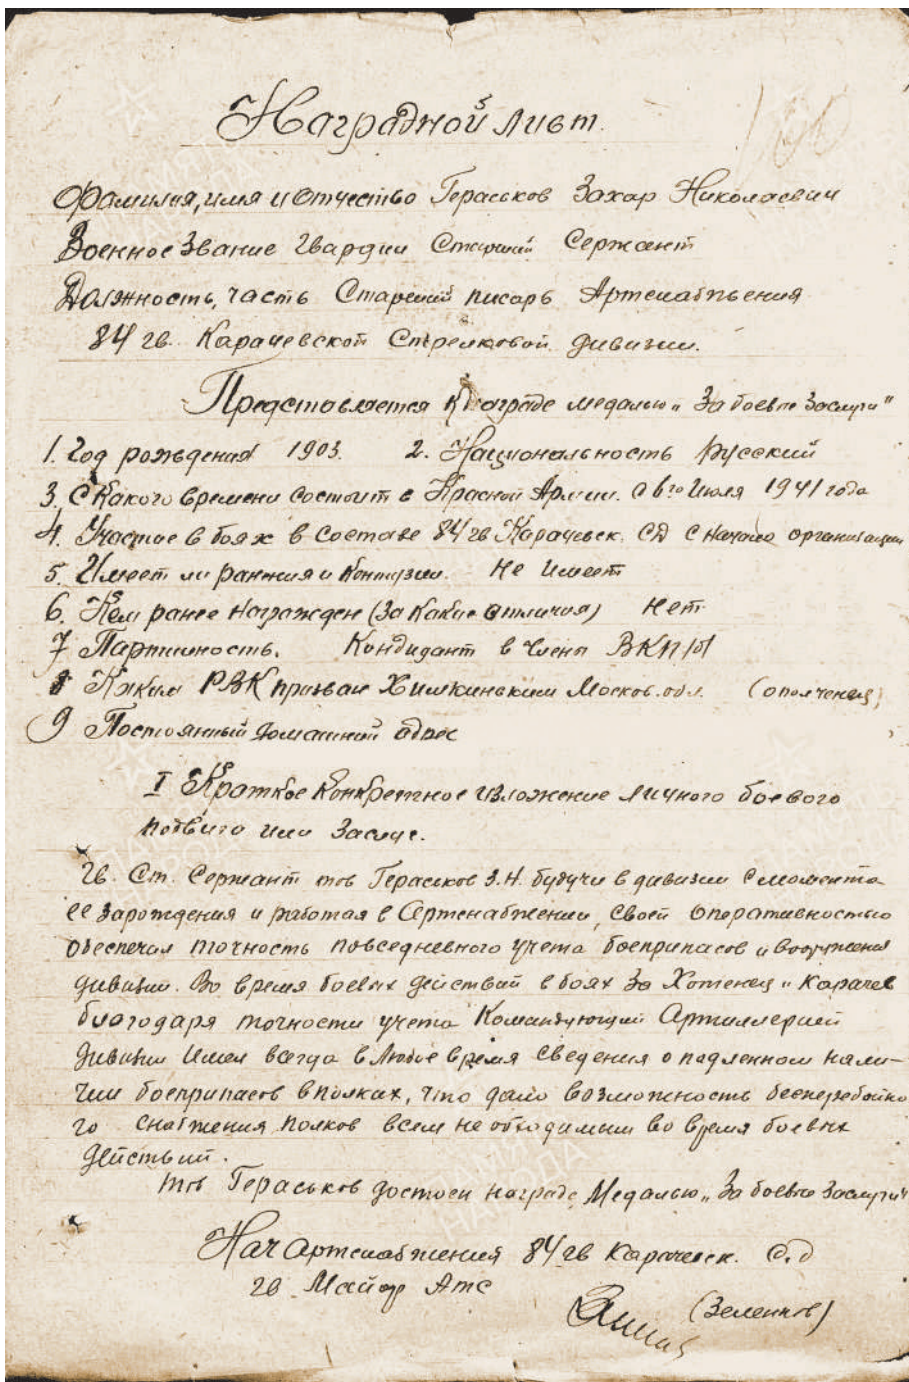 Наградной лист.
Фамилия, имя и Отчество Гераськов Захар Николаевич
Военное Звание Гвардии Старший Сержант
Должность, часть Старший писарь Артснабжения
84 гв. Карачевской Стрелковой дивизии.
Представляется к награде медалью „За боевые Заслуги"
1. Год рождения 1903. 2. Национальность Русский
3. С Какого времени состоит в Красной Армии. С 6го Июля 1941 года
4. Участие в боях в составе 84 гв Карачевск. СД с начала организации
5. Имеет ли ранения и контузии. Не имеет
6. Чем ранее награжден (за какие отличия) Нет
7 Партийность. Кандидат в члены ВКП/б/
8 Каким РВК призван Химкинским Москов. обл. (ополченец)
9 Постоянный домашний адрес
I Краткое Конкретное изложение личного боевого
подвига или Заслуг.
Гв. Ст. Сержант тов Гераськов З.Н. будучи в дивизии с момента
ее зарождения и работая в Артснабжении, своей оперативностью
обеспечил точность повседневного учета боеприпасов и вооружения
дивизии. Во время боевых действий в боях за Хотенец и Карачев
благодаря точности учета Командующий Артиллерией
дивизии имел всегда в любое время сведения о подленном нали-
чии боеприпасов в полках, что дало возможность бесперебойно
го снабжения полков всем необходимым во время боевых
действий.
тов Гераськов достоен награде Медалью „За боевые Заслуги"
Нач Артснабжения 84 гв Карачевск. С.д
гв Майор Атс
(Зеленков)